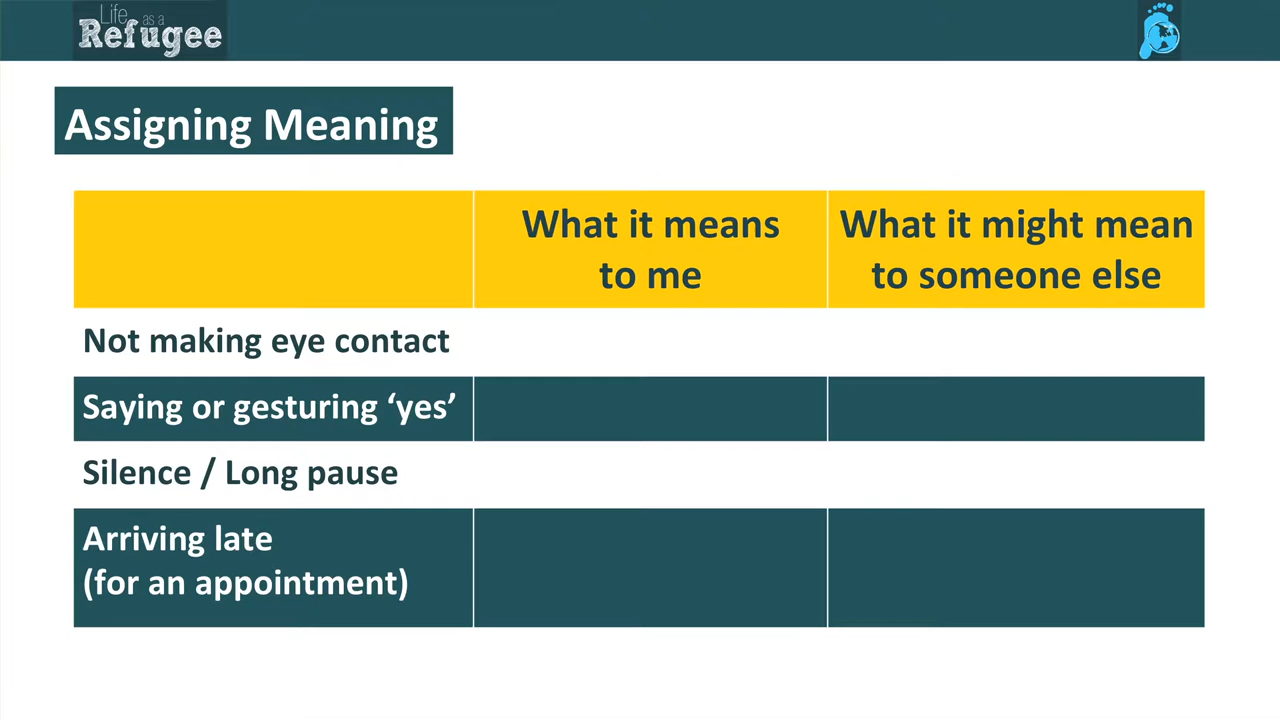 Life as a
Refugee
Assigning Meaning
What it means
to me
What it might mean
to someone else
Not making eye contact
Saying or gesturing ‘yes’
Silence / Long pause
Arriving late
(for an appointment)